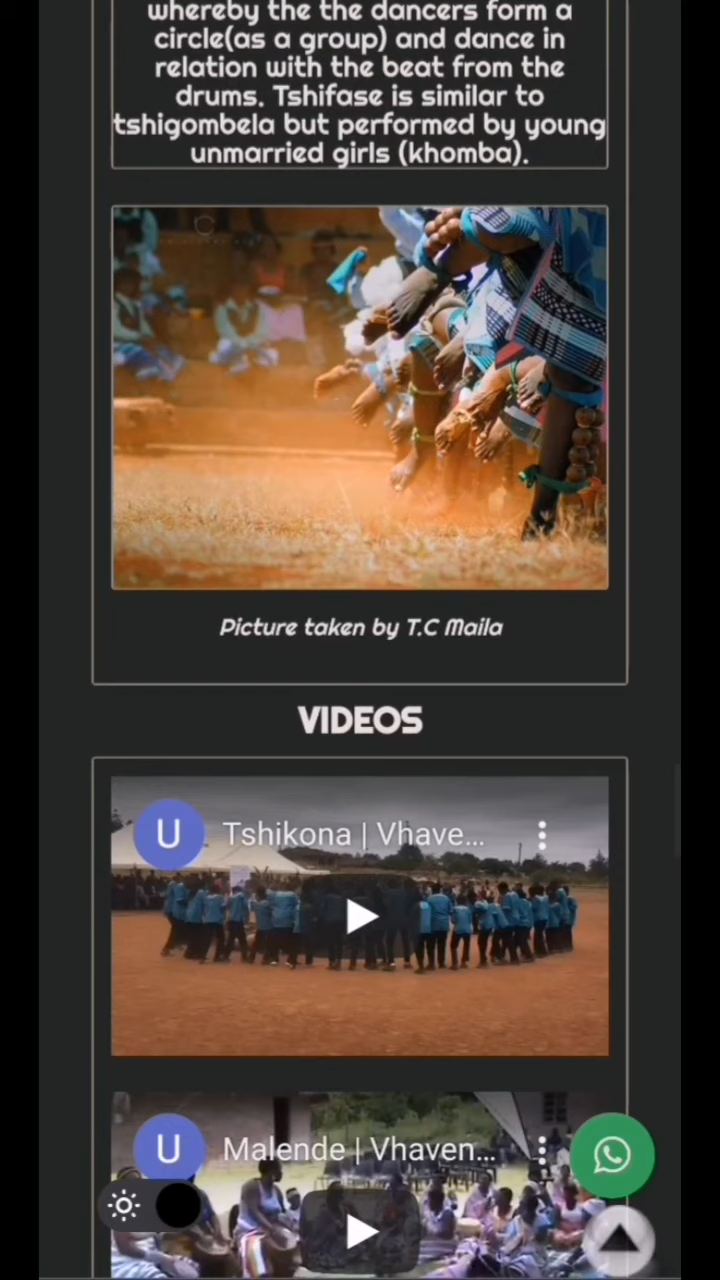 whereby the the dancers form a
circle(as a group) and dance in
relation with the beat from the
drums. Tshifase is similar to
tshigombela but performed by young
unmarried girls (khomba).
Picture taken by T.C Maila
VIDEOS
U
Tshikona | Vhave...
U
Malende | Vhaven...